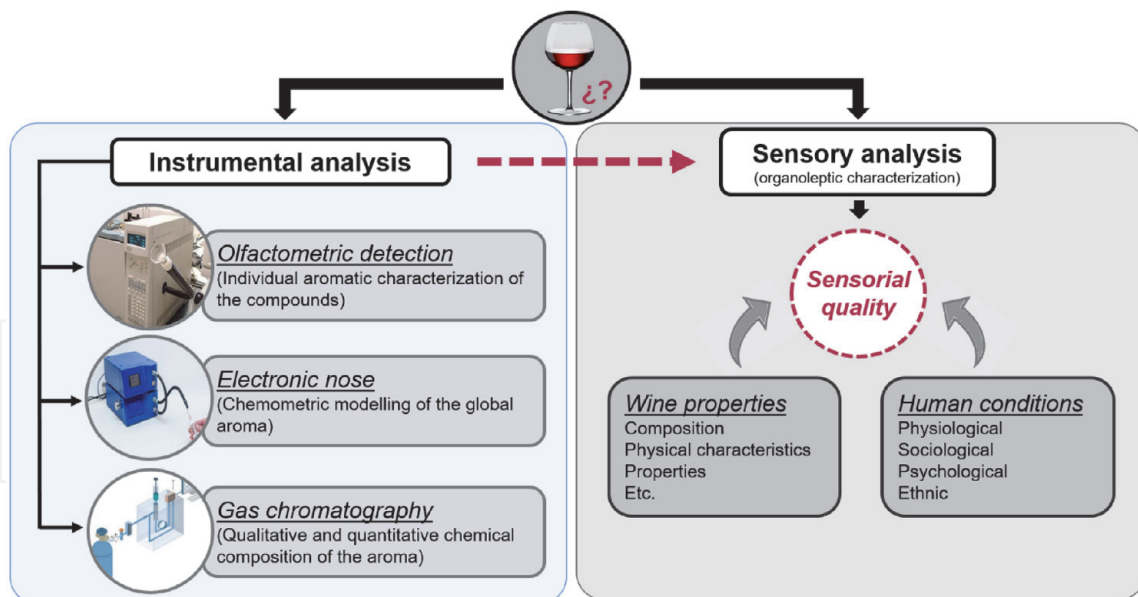 ¿?
Instrumental analysis
Olfactometric detection
(Individual aromatic characterization of
the compounds)
Electronic nose
(Chemometric modelling of the global
aroma)
Gas chromatography
(Qualitative and quantitative chemical
composition of the aroma)
Sensory analysis
(organoleptic characterization)
Sensorial
quality
Wine properties
Composition
Physical characteristics
Properties
Etc.
Human conditions
Physiological
Sociological
Psychological
Ethnic